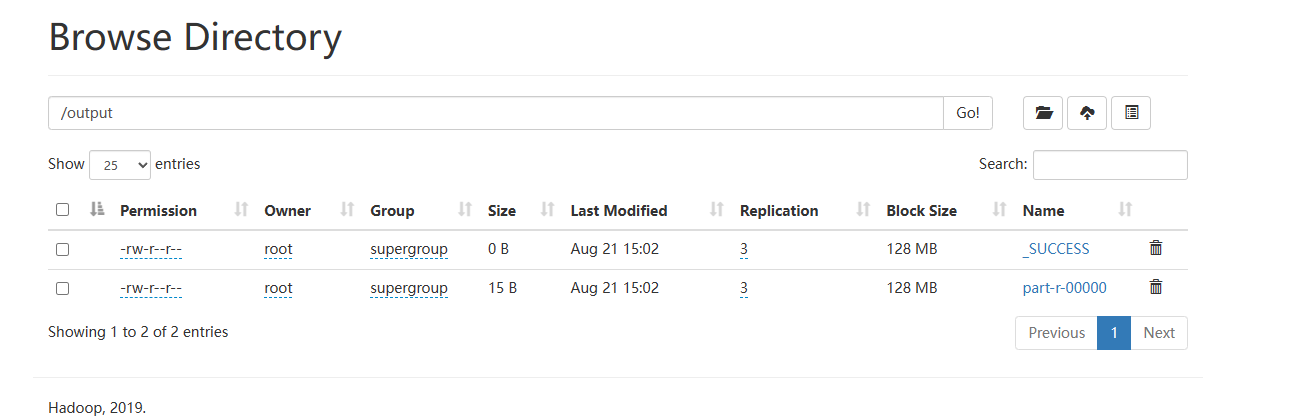 Browse Directory
/output Go!
Show 25 entries Search:
Permission Owner Group Size Last Modified Replication Block Size Name
-rw-r--r-- root supergroup 0 B Aug 21 15:02 3 128 MB _SUCCESS
-rw-r--r-- root supergroup 15 B Aug 21 15:02 3 128 MB part-r-00000
Showing 1 to 2 of 2 entries Previous 1 Next
Hadoop, 2019.